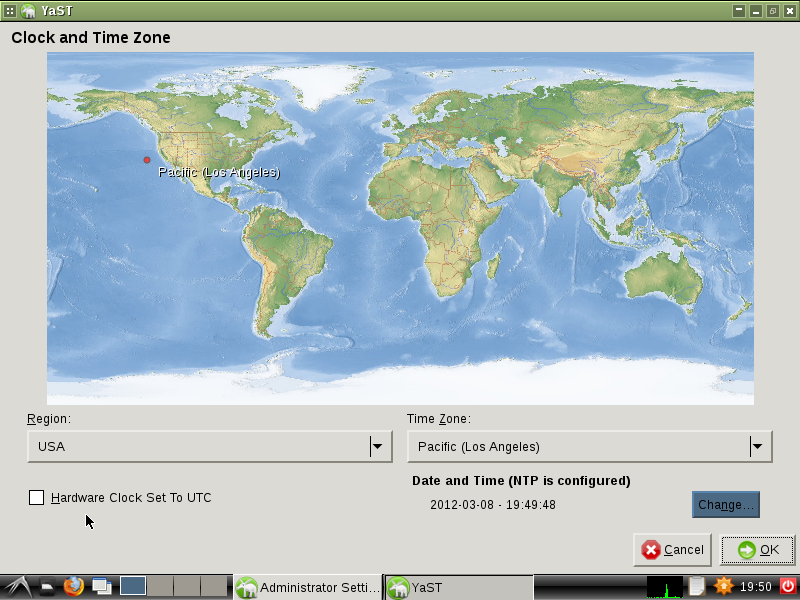 YaST
Clock and Time Zone
Pacific (Los Angeles)
Region:
Time Zone:
USA
Pacific (Los Angeles)
Hardware Clock Set To UTC
Date and Time (NTP is configured)
2012-03-08 - 19:49:48
Change...
Cancel
OK
Administrator Setti...
YaST
19:50